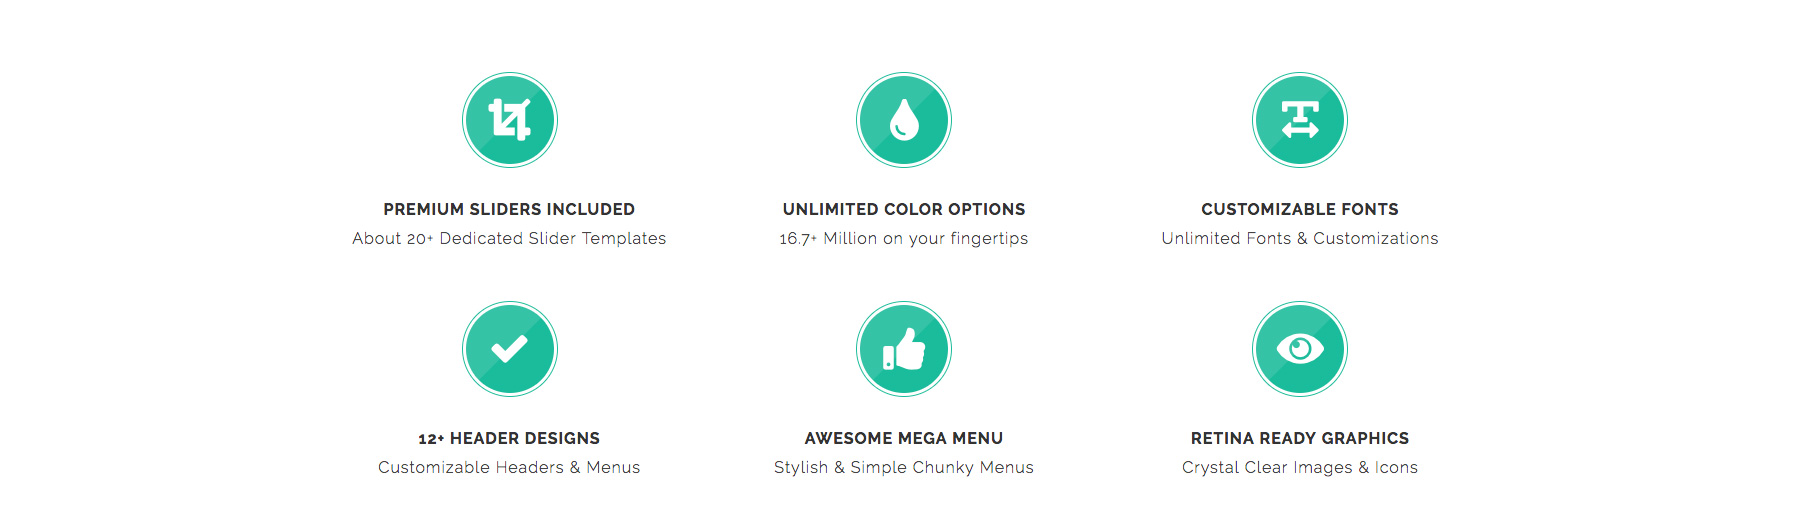 PREMIUM SLIDERS INCLUDED
About 20+ Dedicated Slider Templates
UNLIMITED COLOR OPTIONS
16.7+ Million on your fingertips
CUSTOMIZABLE FONTS
Unlimited Fonts & Customizations
12+ HEADER DESIGNS
Customizable Headers & Menus
AWESOME MEGA MENU
Stylish & Simple Chunky Menus
RETINA READY GRAPHICS
Crystal Clear Images & Icons